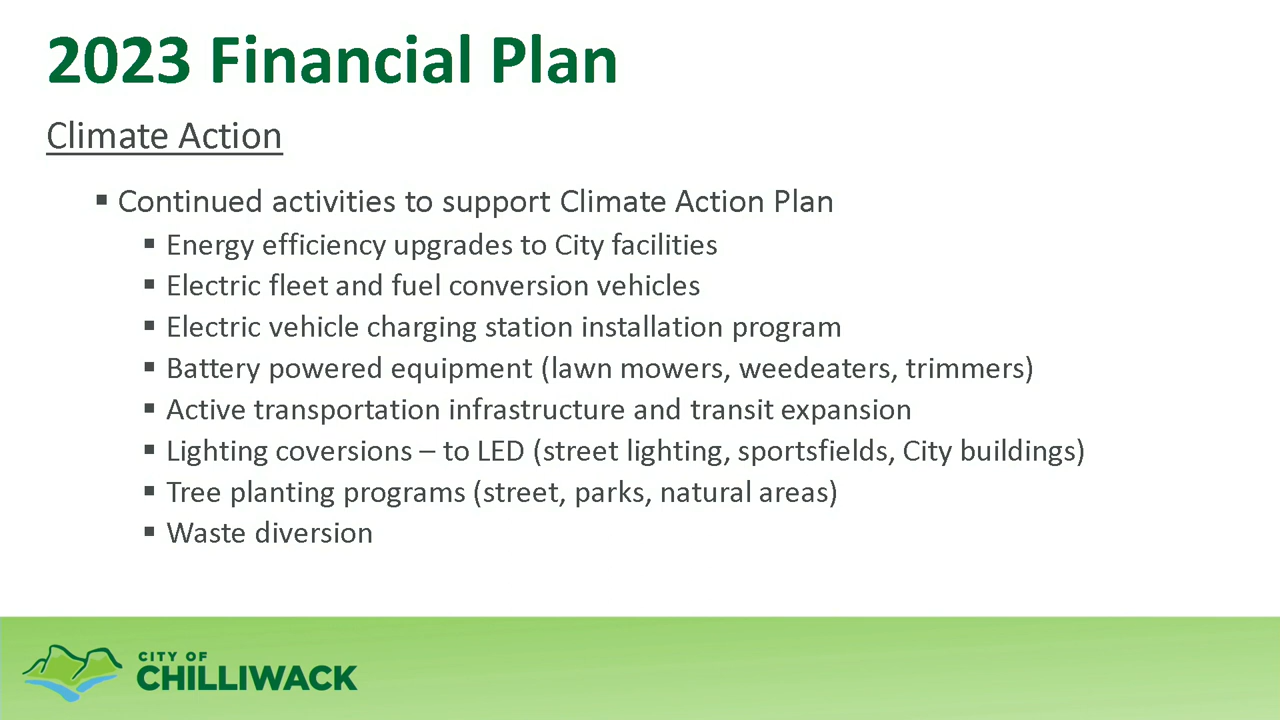 2023 Financial Plan
Climate Action
▪ Continued activities to support Climate Action Plan
▪ Energy efficiency upgrades to City facilities
▪ Electric fleet and fuel conversion vehicles
▪ Electric vehicle charging station installation program
▪ Battery powered equipment (lawn mowers, weedeaters, trimmers)
▪ Active transportation infrastructure and transit expansion
▪ Lighting coversions – to LED (street lighting, sportsfields, City buildings)
▪ Tree planting programs (street, parks, natural areas)
▪ Waste diversion
CITY OF
CHILLIWACK